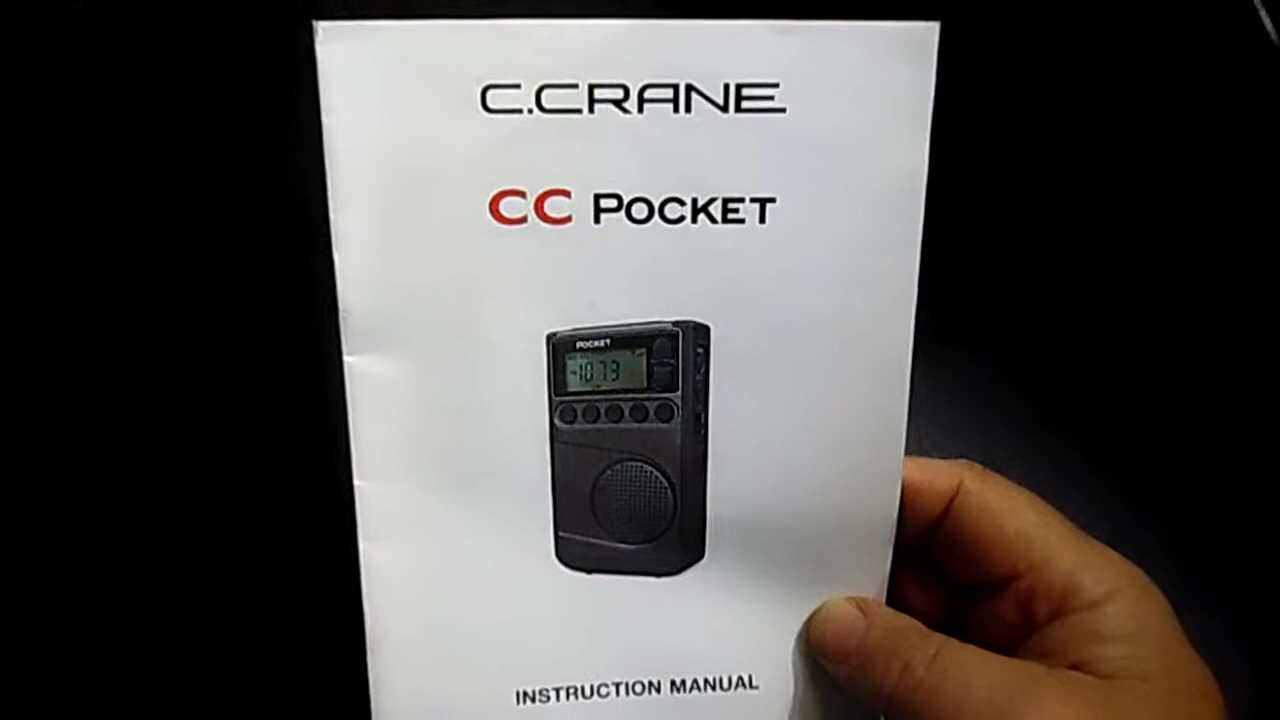 C.CRANE
CC POCKET
POCKET
107.3
INSTRUCTION MANUAL